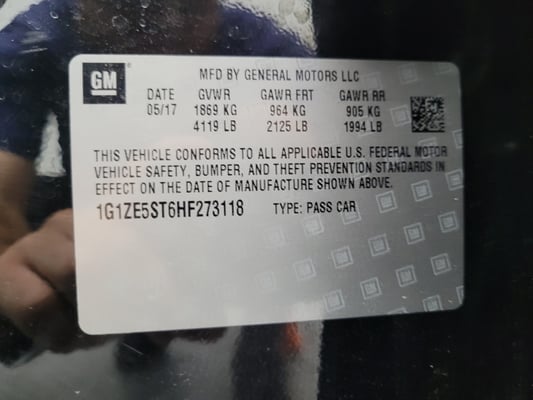 GM
MFD BY GENERAL MOTORS LLC
DATE GVWR GAWR FRT GAWR RR
05/17 1869 KG 964 KG 905 KG
4119 LB 2125 LB 1994 LB
THIS VEHICLE CONFORMS TO ALL APPLICABLE U.S. FEDERAL MOTOR
VEHICLE SAFETY, BUMPER, AND THEFT PREVENTION STANDARDS IN
EFFECT ON THE DATE OF MANUFACTURE SHOWN ABOVE.
1G1ZE5ST6HF273118 TYPE: PASS CAR